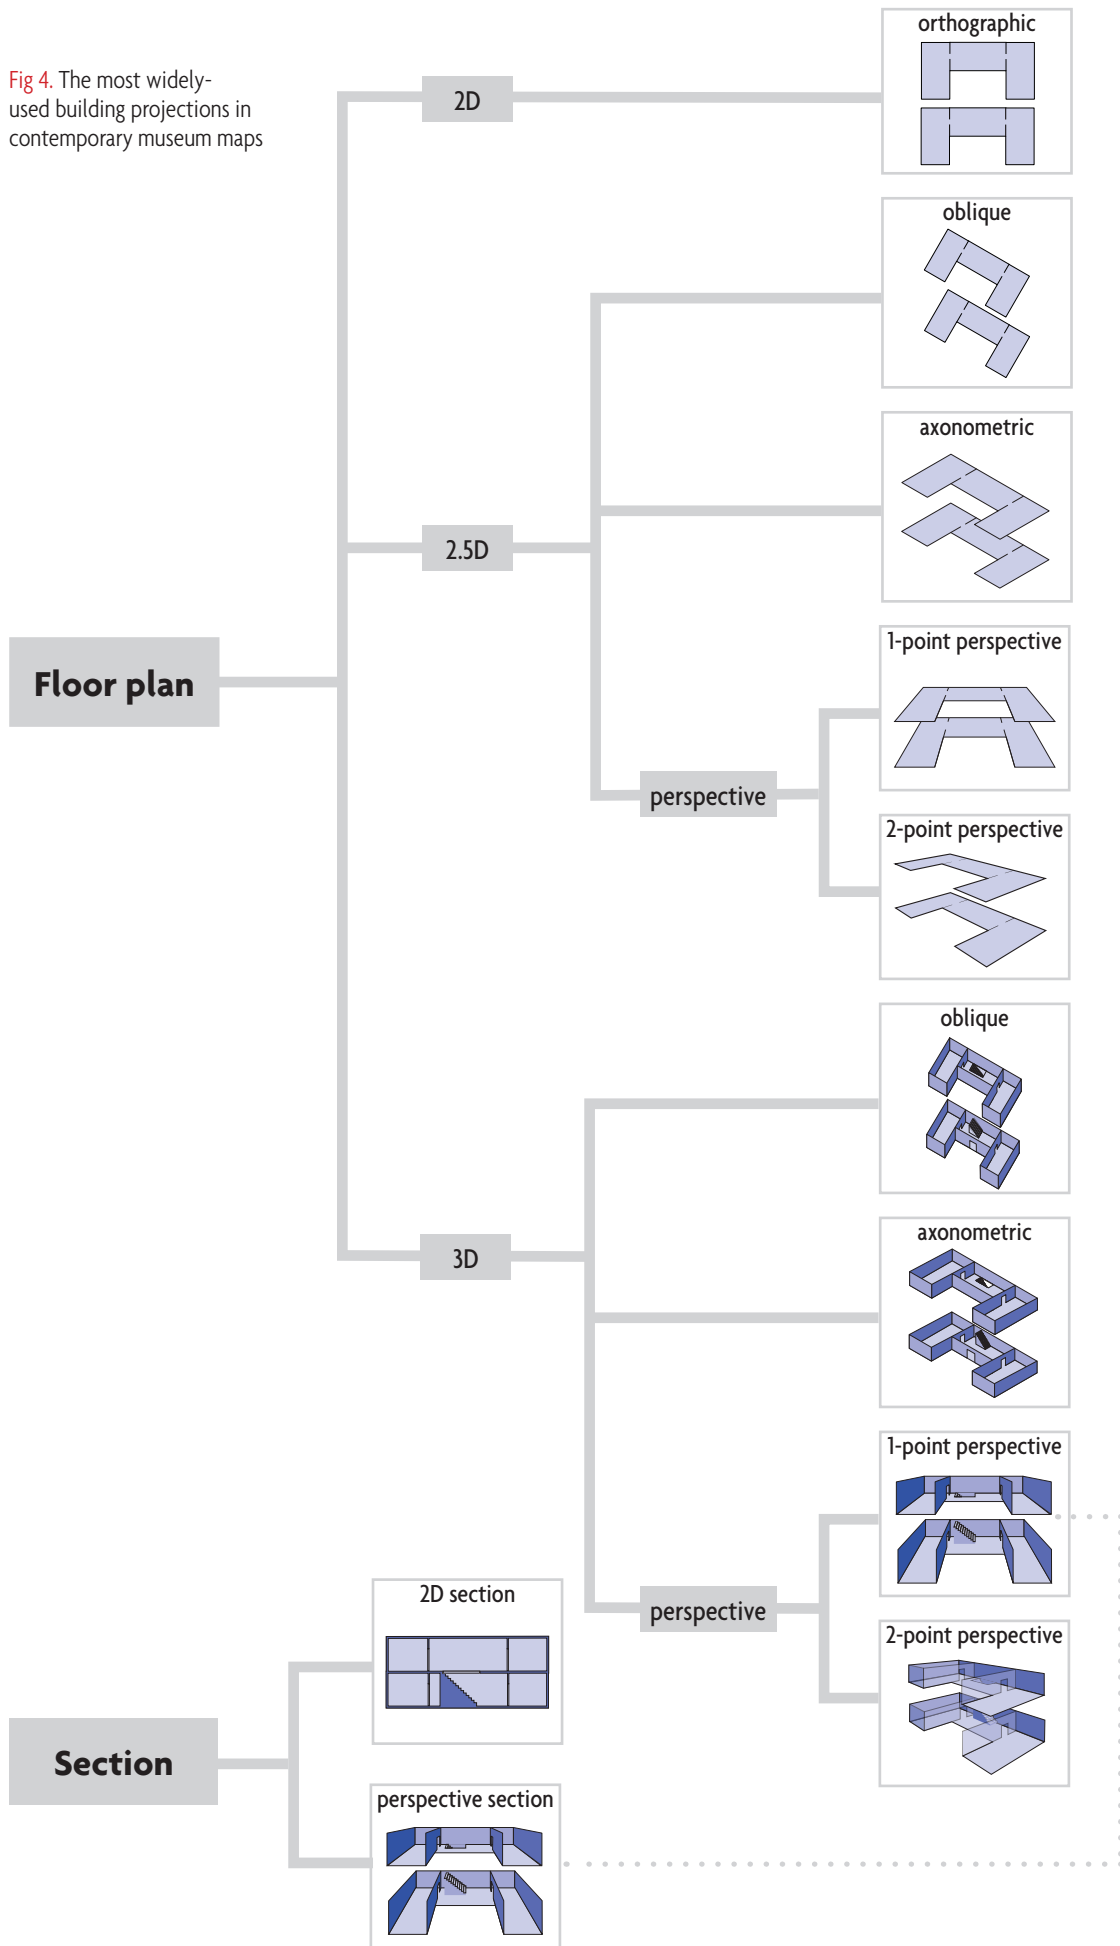 Fig 4. The most widely-
used building projections in
contemporary museum maps
2D
orthographic
oblique
axonometric
2.5D
1-point perspective
Floor plan
perspective
2-point perspective
oblique
axonometric
3D
1-point perspective
perspective
2-point perspective
2D section
Section
perspective section